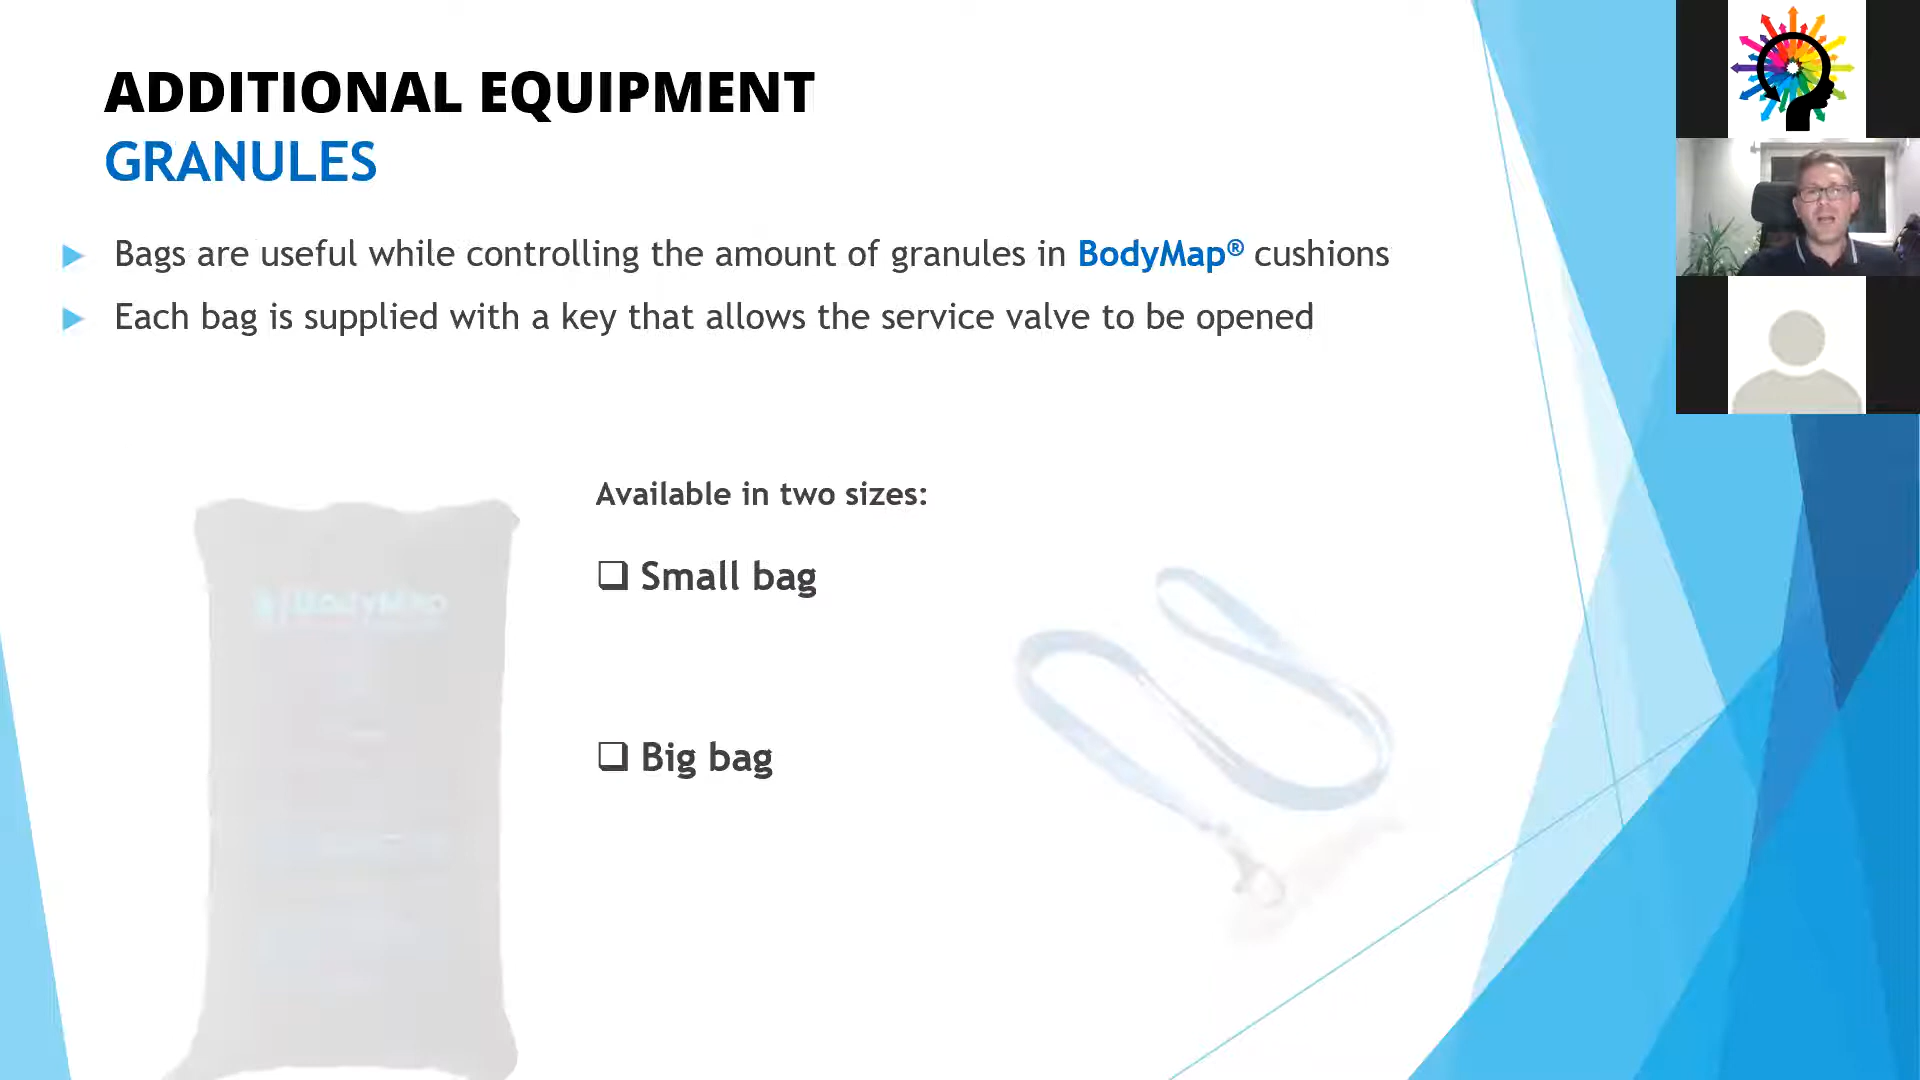 ADDITIONAL EQUIPMENT
GRANULES
Bags are useful while controlling the amount of granules in BodyMap® cushions
Each bag is supplied with a key that allows the service valve to be opened
Available in two sizes:
Small bag
Big bag
BodyMap